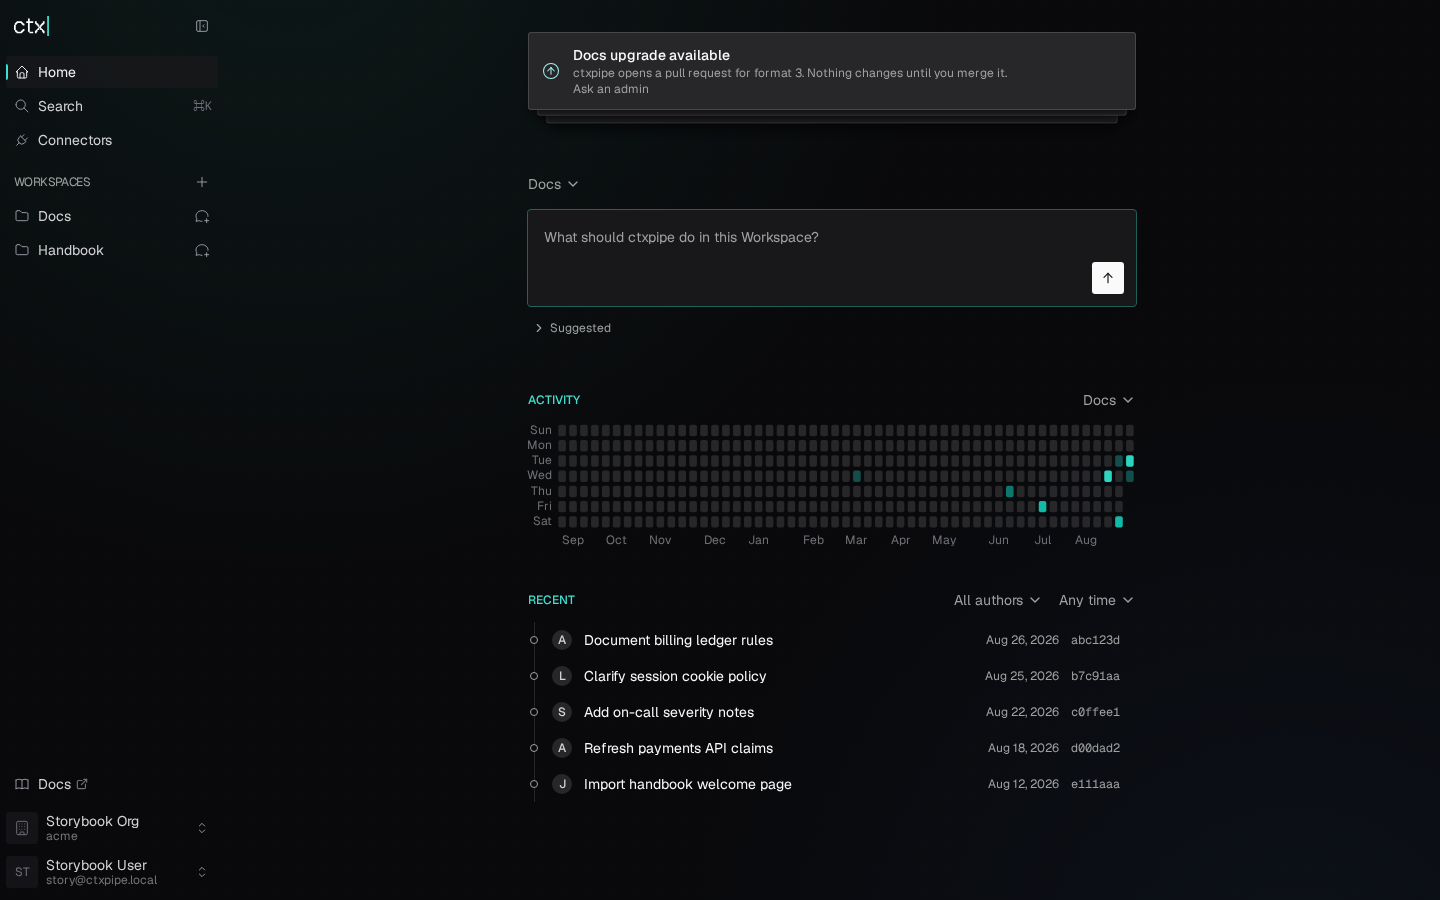 ctx
Home
Search ⌘K
Connectors
WORKSPACES
Docs
Handbook
Docs
Storybook Org
acme
ST
Storybook User
story@ctxpipe.local
Docs upgrade available
ctxpipe opens a pull request for format 3. Nothing changes until you merge it.
Ask an admin
Docs
What should ctxpipe do in this Workspace?
Suggested
ACTIVITY Docs
Sun
Mon
Tue
Wed
Thu
Fri
Sat
Sep Oct Nov Dec Jan Feb Mar Apr May Jun Jul Aug
RECENT All authors Any time
A Document billing ledger rules Aug 26, 2026 abc123d
L Clarify session cookie policy Aug 25, 2026 b7c91aa
S Add on-call severity notes Aug 22, 2026 c0ffee1
A Refresh payments API claims Aug 18, 2026 d00dad2
J Import handbook welcome page Aug 12, 2026 e111aaa